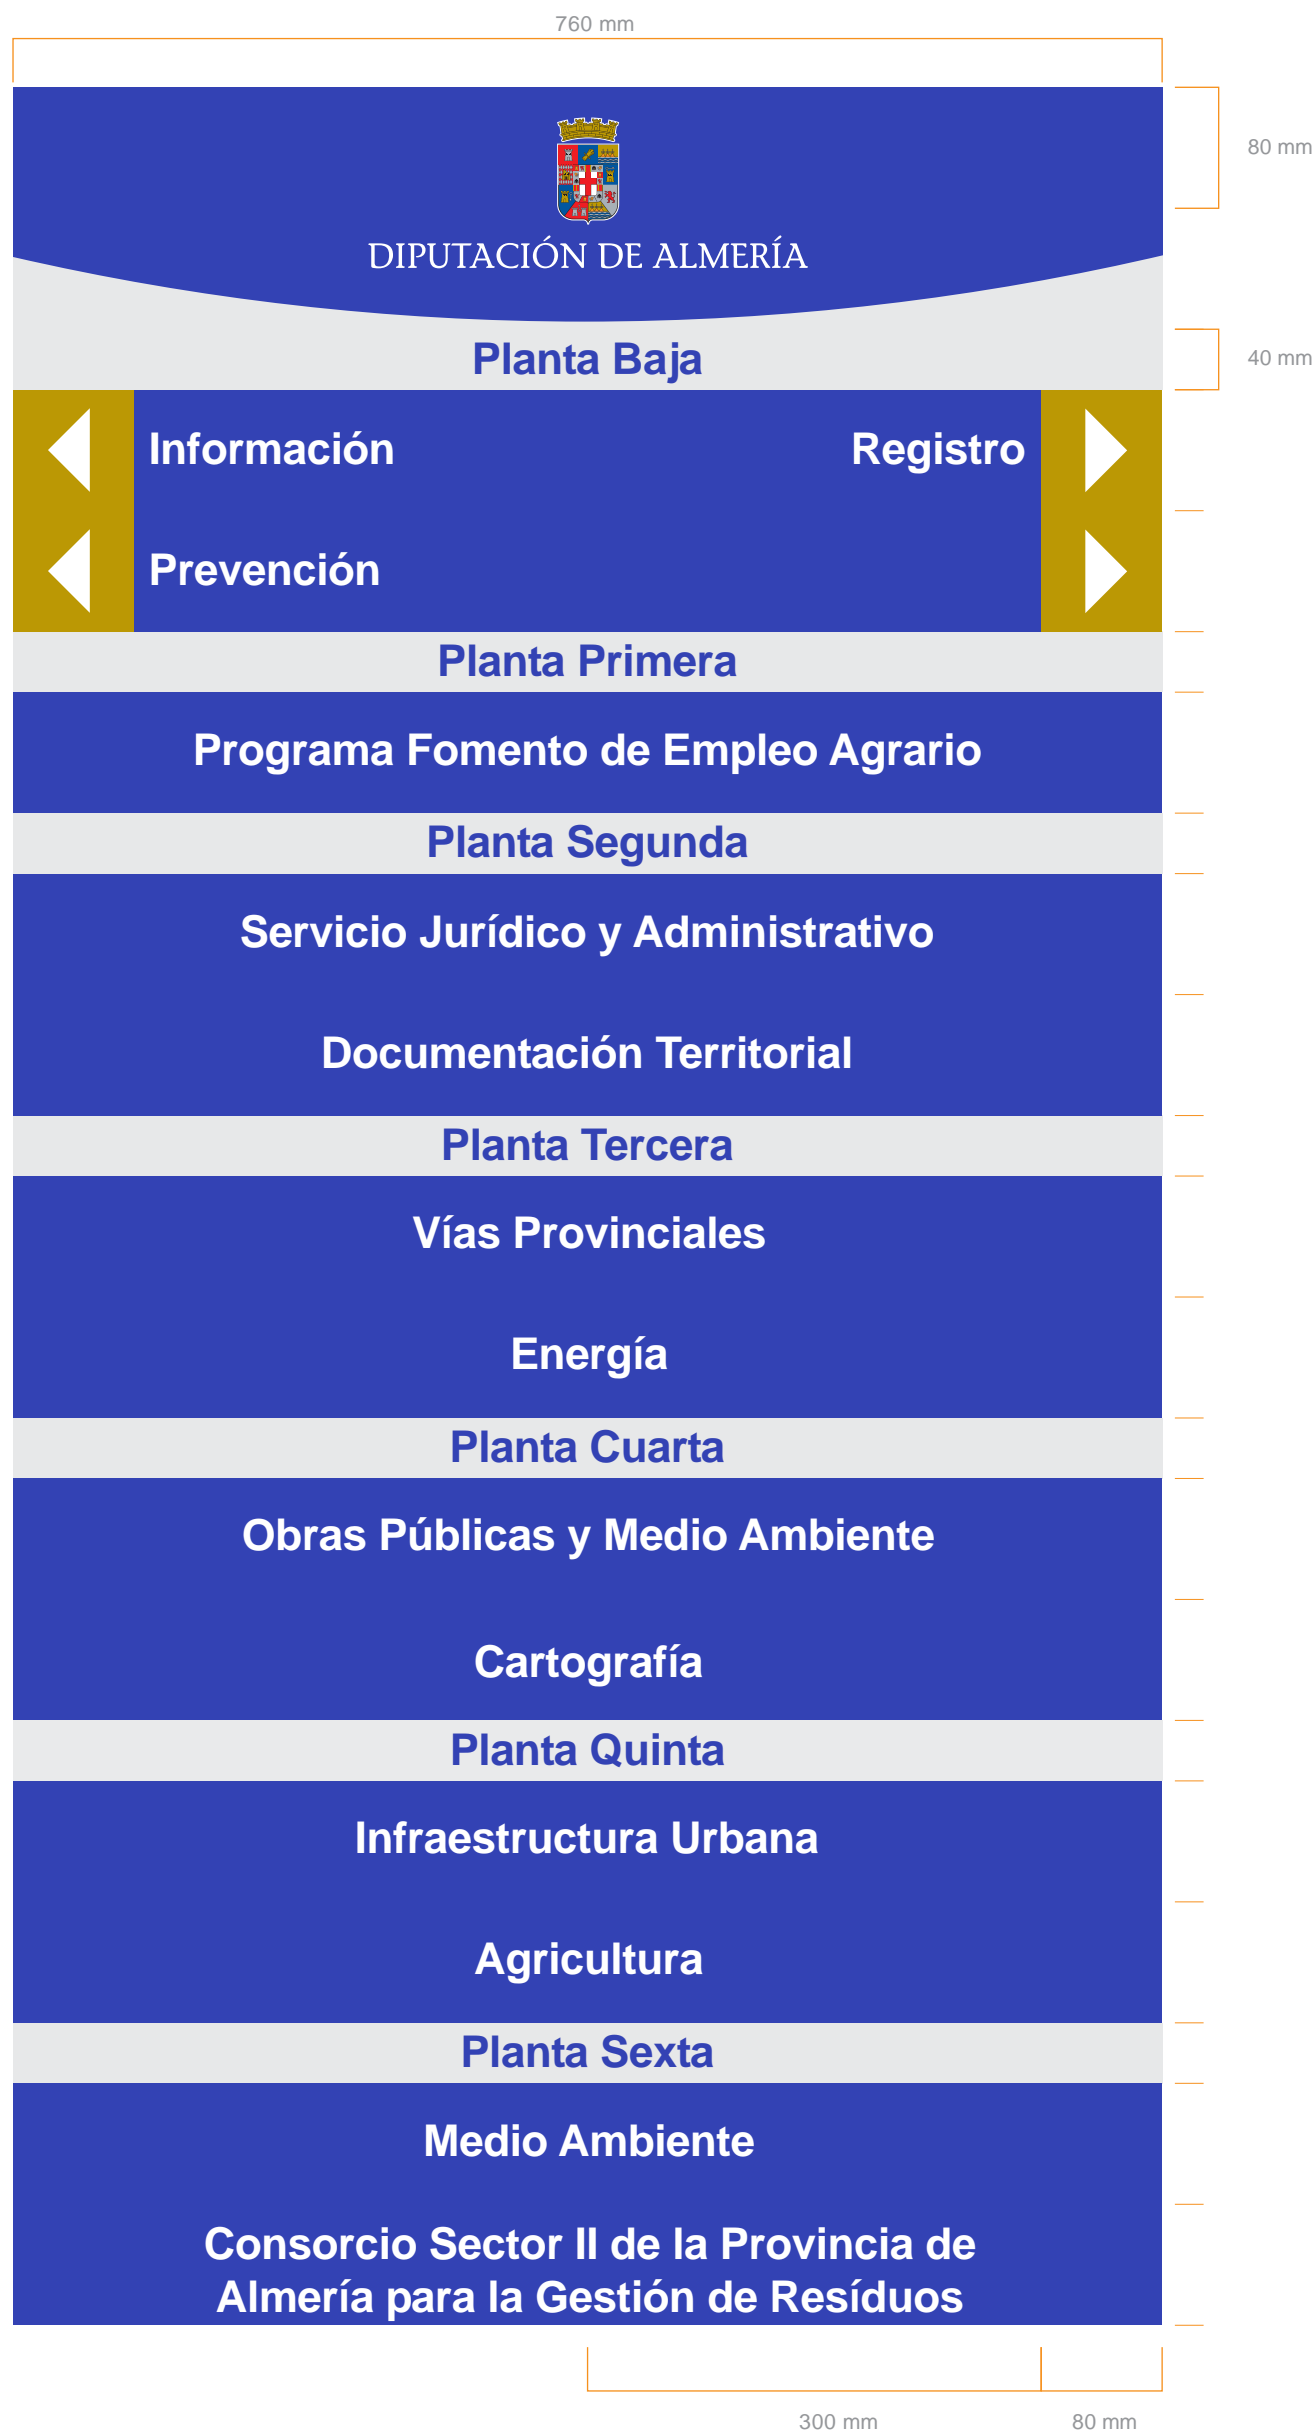 760 mm
80 mm
DIPUTACIÓN DE ALMERÍA
Planta Baja
40 mm
Información
Registro
Prevención
Planta Primera
Programa Fomento de Empleo Agrario
Planta Segunda
Servicio Jurídico y Administrativo
Documentación Territorial
Planta Tercera
Vías Provinciales
Energía
Planta Cuarta
Obras Públicas y Medio Ambiente
Cartografía
Planta Quinta
Infraestructura Urbana
Agricultura
Planta Sexta
Medio Ambiente
Consorcio Sector II de la Provincia de
Almería para la Gestión de Resíduos
300 mm
80 mm